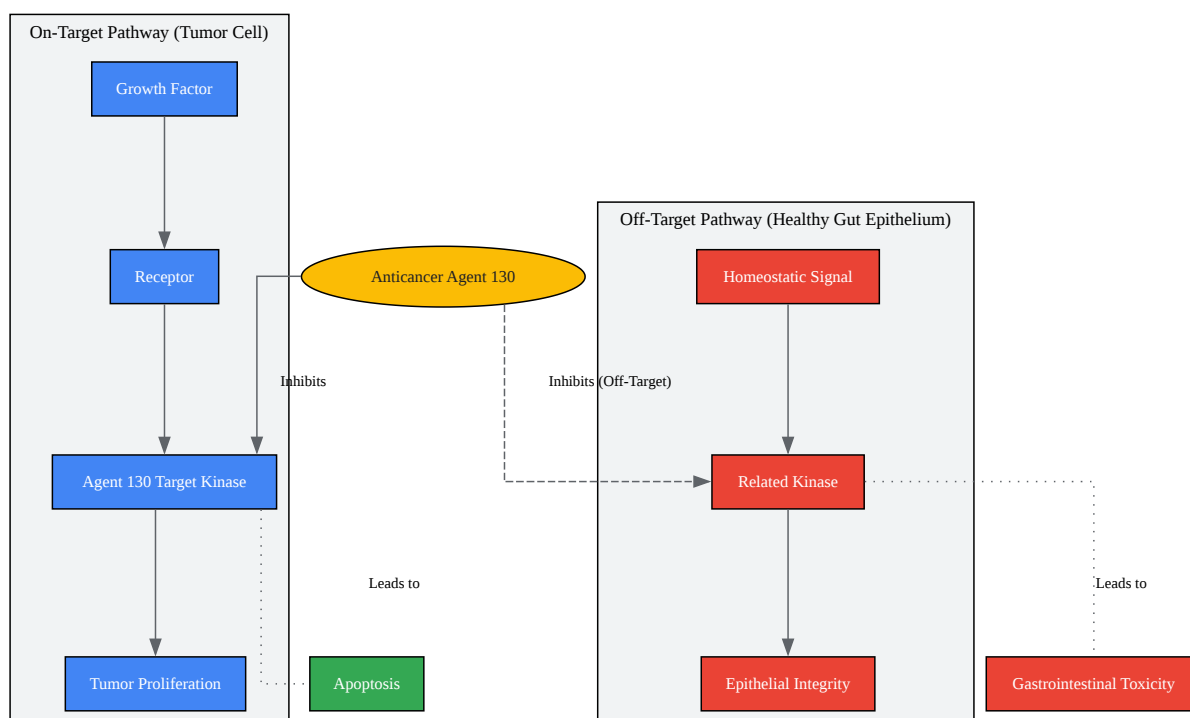 On-Target Pathway (Tumor Cell)
Growth Factor
Off-Target Pathway (Healthy Gut Epithelium)
Receptor
Anticancer Agent 130
Homeostatic Signal
Inhibits
Inhibits (Off-Target)
Agent 130 Target Kinase
Related Kinase
Leads to
Leads to
Tumor Proliferation
Apoptosis
Epithelial Integrity
Gastrointestinal Toxicity